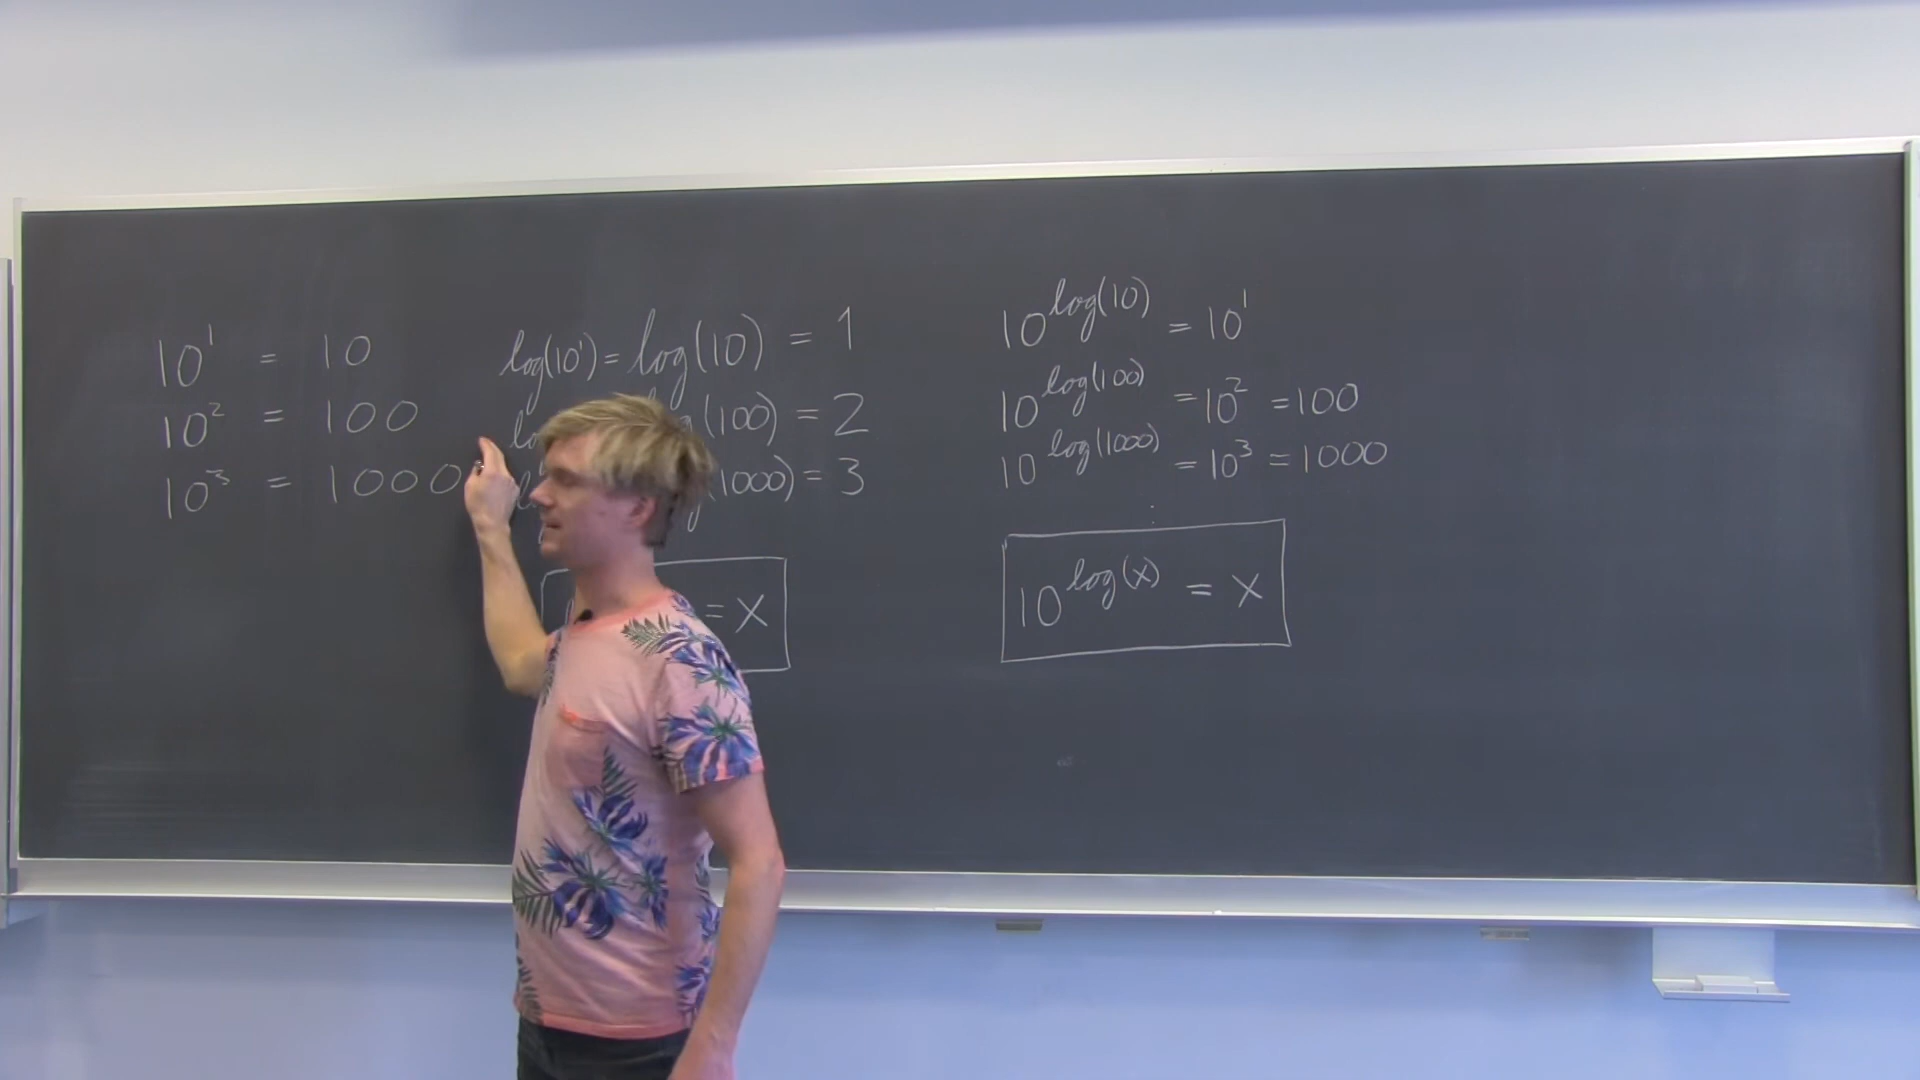 10¹ = 10
10² = 100
10³ = 1000
log(10¹) = log(10) = 1
(100) = 2
(1000) = 3
= x
10^log(10) = 10¹
10^log(100) = 10² = 100
10^log(1000) = 10³ = 1000
⋮
10^log(x) = x